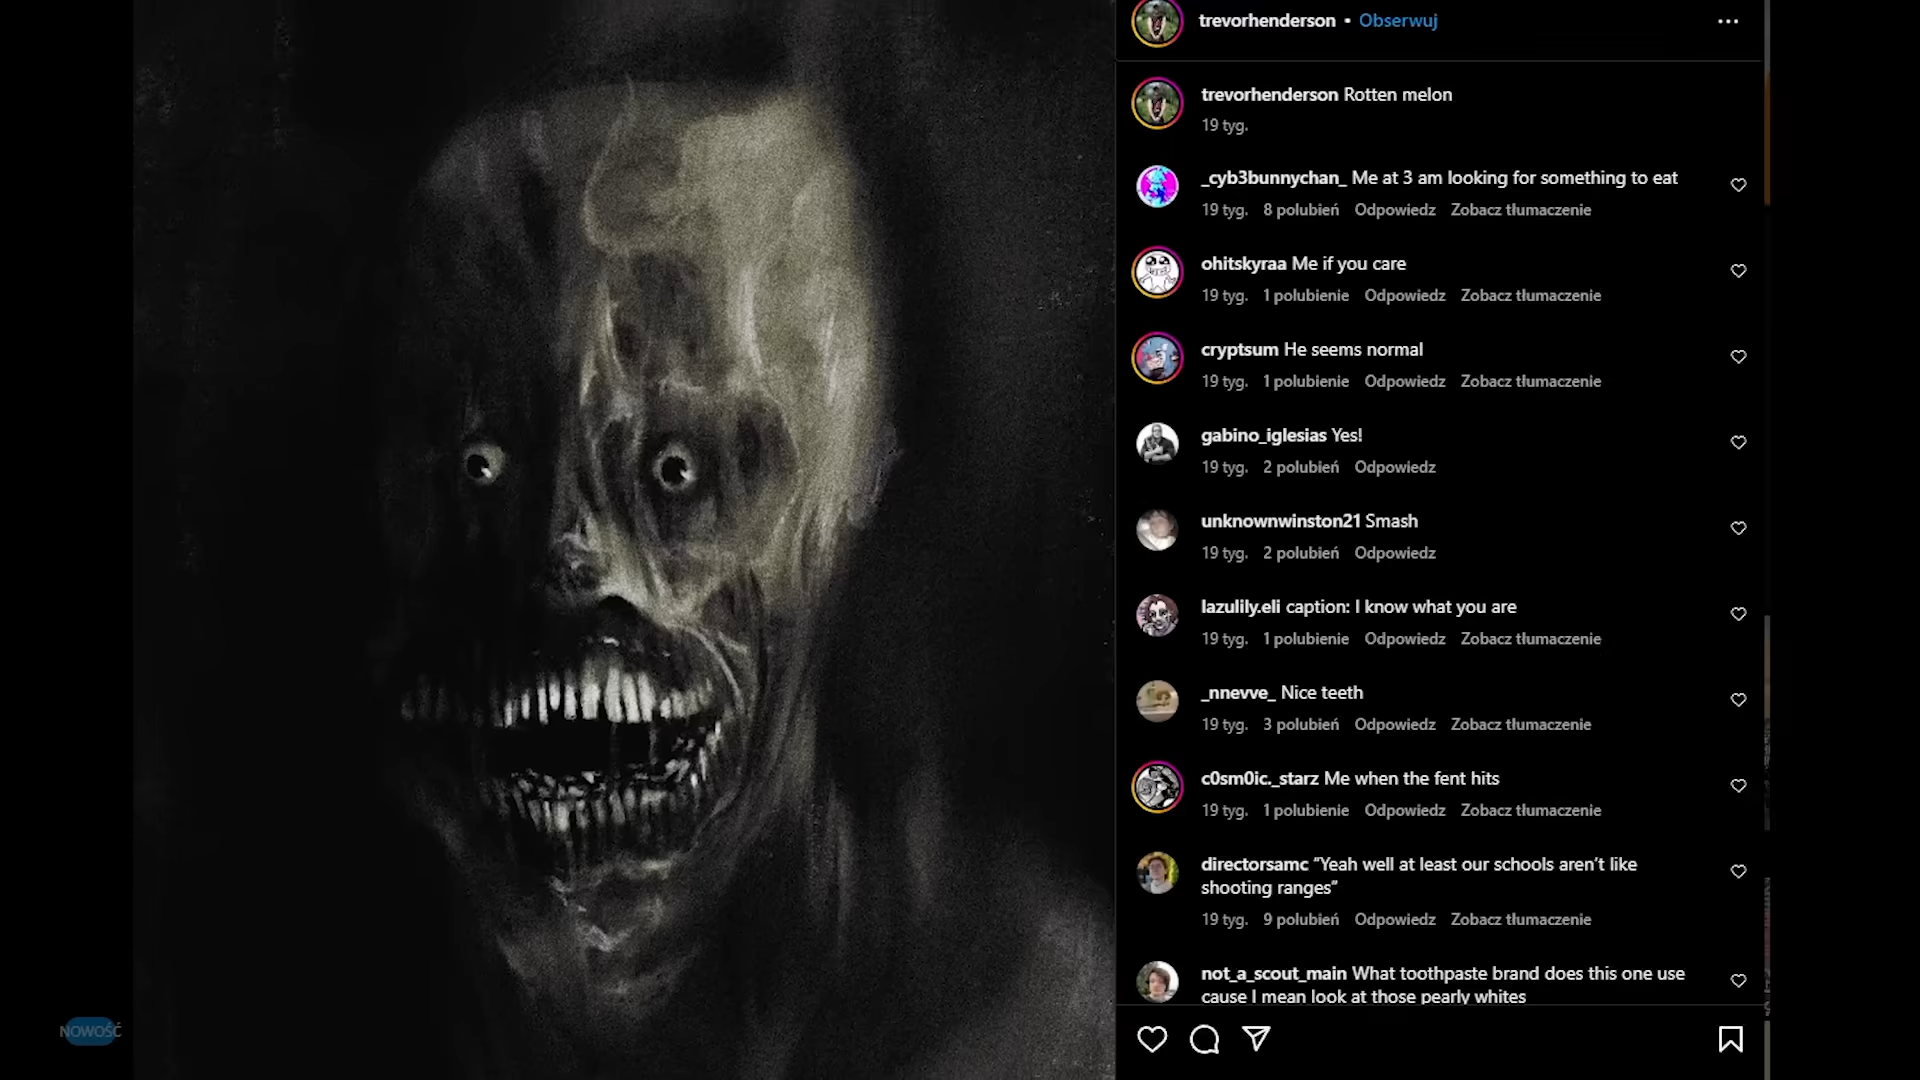 trevorhenderson • Obserwuj
trevorhenderson Rotten melon
19 tyg.
_cyb3bunnychan_ Me at 3 am looking for something to eat
19 tyg. 8 polubień Odpowiedz Zobacz tłumaczenie
ohitskyraa Me if you care
19 tyg. 1 polubienie Odpowiedz Zobacz tłumaczenie
cryptsum He seems normal
19 tyg. 1 polubienie Odpowiedz Zobacz tłumaczenie
gabino_iglesias Yes!
19 tyg. 2 polubień Odpowiedz
unknownwinston21 Smash
19 tyg. 2 polubień Odpowiedz
lazulily.eli caption: I know what you are
19 tyg. 1 polubienie Odpowiedz Zobacz tłumaczenie
_nnevve_ Nice teeth
19 tyg. 3 polubień Odpowiedz Zobacz tłumaczenie
c0sm0ic._starz Me when the fent hits
19 tyg. 1 polubienie Odpowiedz Zobacz tłumaczenie
directorsamc “Yeah well at least our schools aren’t like
shooting ranges”
19 tyg. 9 polubień Odpowiedz Zobacz tłumaczenie
not_a_scout_main What toothpaste brand does this one use
cause I mean look at those pearly whites
NOWOŚĆ